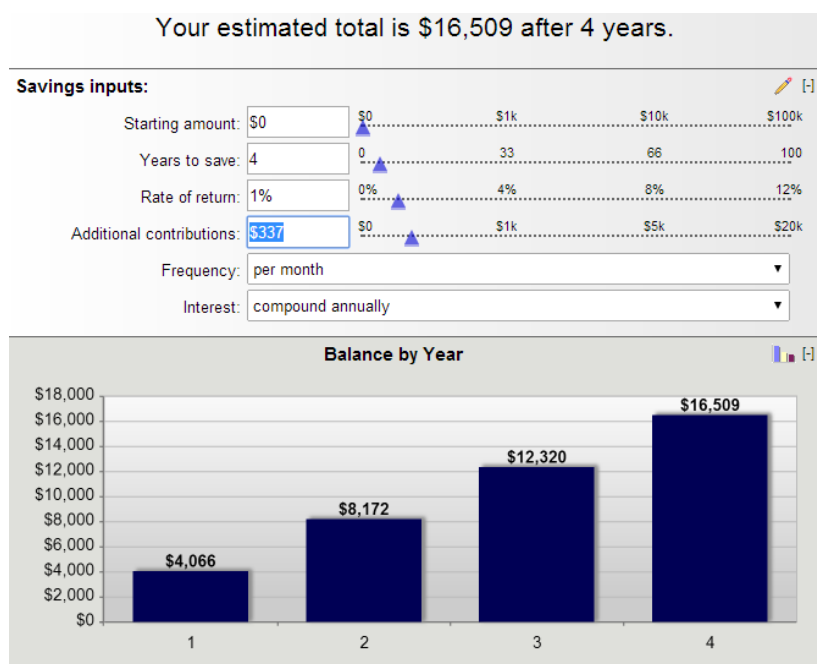 Your estimated total is $16,509 after 4 years.
Savings inputs: [-]
Starting amount: $0 $0 $1k $10k $100k
Years to save: 4 0 33 66 100
Rate of return: 1% 0% 4% 8% 12%
Additional contributions: $337 $0 $1k $5k $20k
Frequency: per month
Interest: compound annually
Balance by Year [-]
$18,000
$16,000 $16,509
$14,000
$12,000 $12,320
$10,000
$8,000 $8,172
$6,000
$4,000 $4,066
$2,000
$0
1 2 3 4